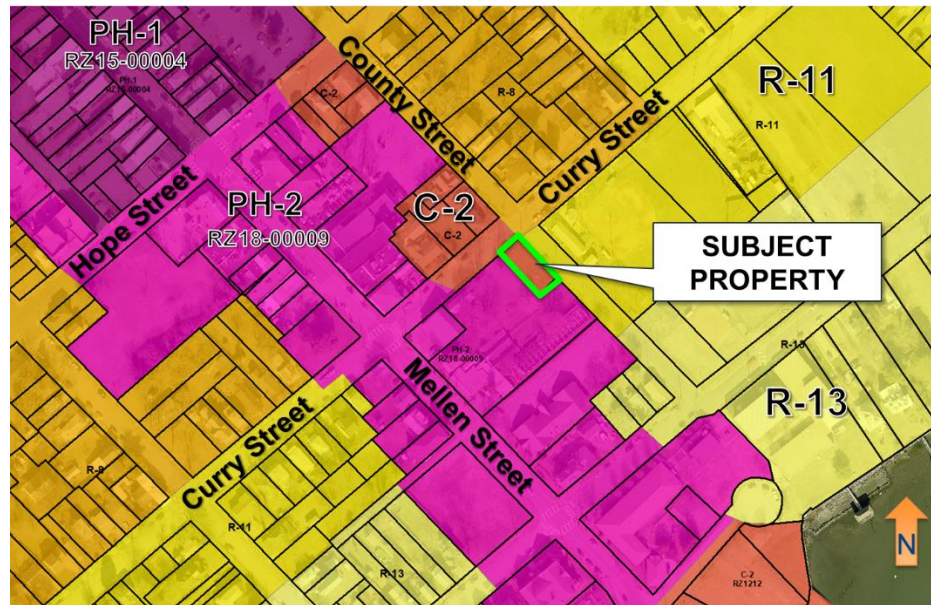 PH-1
RZ15-00004
PH-1
RZ15-00004
County Street
C-2
R-8
R-11
R-11
Curry Street
Hope Street
PH-2
RZ18-00009
C-2
C-2
SUBJECT
PROPERTY
PH-2
RZ18-00009
R-13
R-13
Mellen Street
Curry Street
R-8
R-11
R-13
C-2
RZ1212
N